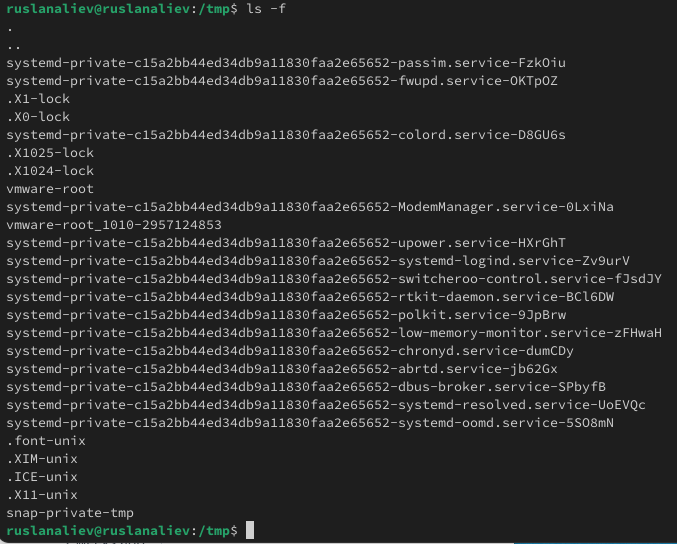 ruslanaliev@ruslanaliev:/tmp$ ls -f
.
..
systemd-private-c15a2bb44ed34db9a11830faa2e65652-passim.service-FzkOiu
systemd-private-c15a2bb44ed34db9a11830faa2e65652-fwupd.service-OKTpOZ
.X1-lock
.X0-lock
systemd-private-c15a2bb44ed34db9a11830faa2e65652-colord.service-D8GU6s
.X1025-lock
.X1024-lock
vmware-root
systemd-private-c15a2bb44ed34db9a11830faa2e65652-ModemManager.service-0LxiNa
vmware-root_1010-2957124853
systemd-private-c15a2bb44ed34db9a11830faa2e65652-upower.service-HXrGhT
systemd-private-c15a2bb44ed34db9a11830faa2e65652-systemd-logind.service-Zv9urV
systemd-private-c15a2bb44ed34db9a11830faa2e65652-switcheroo-control.service-fJsdJY
systemd-private-c15a2bb44ed34db9a11830faa2e65652-rtkit-daemon.service-BCl6DW
systemd-private-c15a2bb44ed34db9a11830faa2e65652-polkit.service-9JpBrw
systemd-private-c15a2bb44ed34db9a11830faa2e65652-low-memory-monitor.service-zFHwaH
systemd-private-c15a2bb44ed34db9a11830faa2e65652-chronyd.service-dumCDy
systemd-private-c15a2bb44ed34db9a11830faa2e65652-abrtd.service-jb62Gx
systemd-private-c15a2bb44ed34db9a11830faa2e65652-dbus-broker.service-SPbyfB
systemd-private-c15a2bb44ed34db9a11830faa2e65652-systemd-resolved.service-UoEVQc
systemd-private-c15a2bb44ed34db9a11830faa2e65652-systemd-oomd.service-5SO8mN
.font-unix
.XIM-unix
.ICE-unix
.X11-unix
snap-private-tmp
ruslanaliev@ruslanaliev:/tmp$